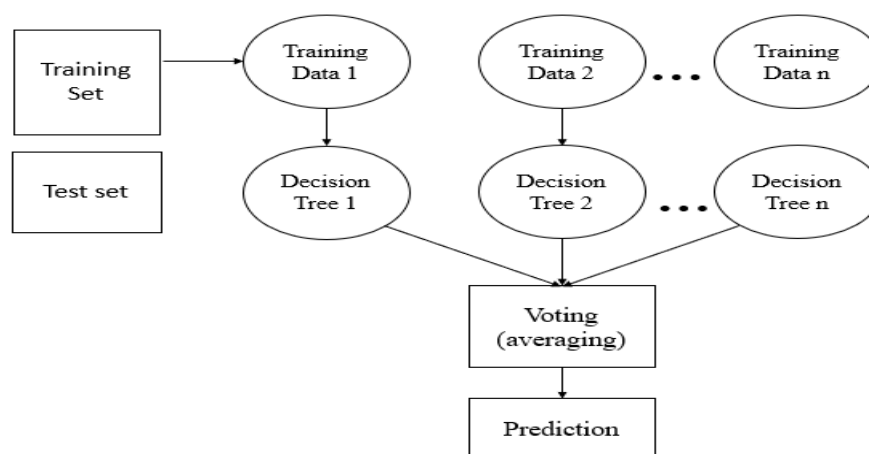 Training
Set
Training
Data 1
Training
Data 2
Training
Data n
Test set
Decision
Tree 1
Decision
Tree 2
Decision
Tree n
Voting
(averaging)
Prediction